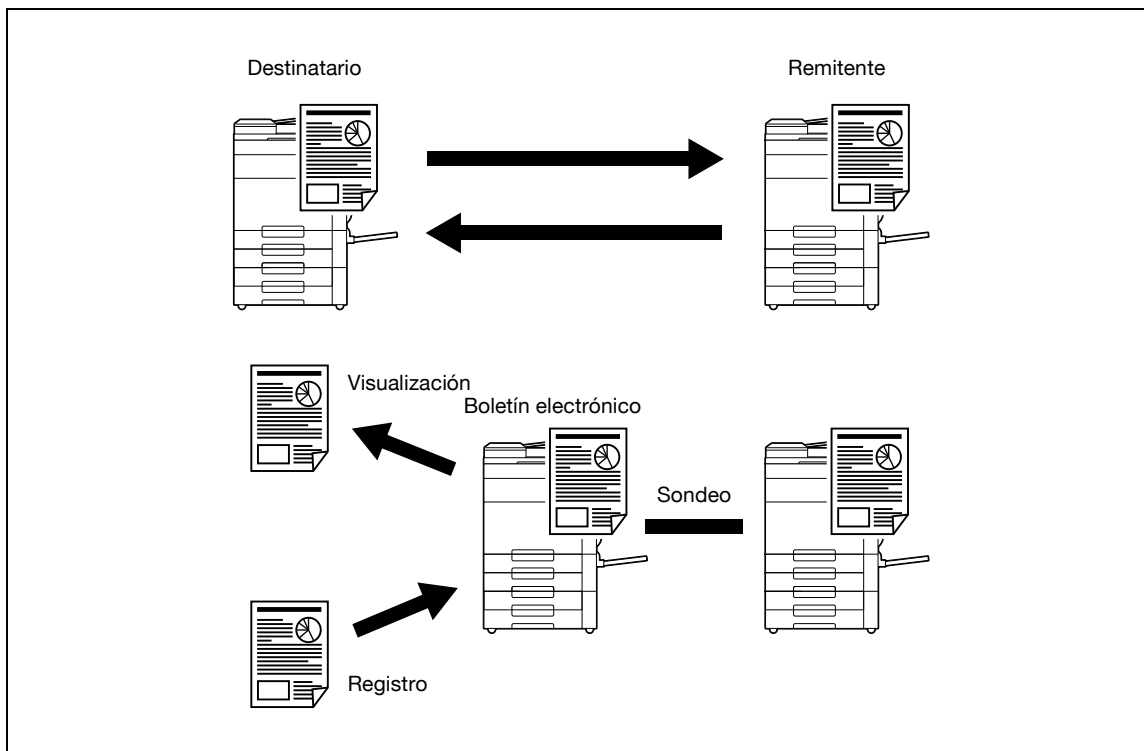 Destinatario
Remitente
Visualización
Boletín electrónico
Sondeo
Registro